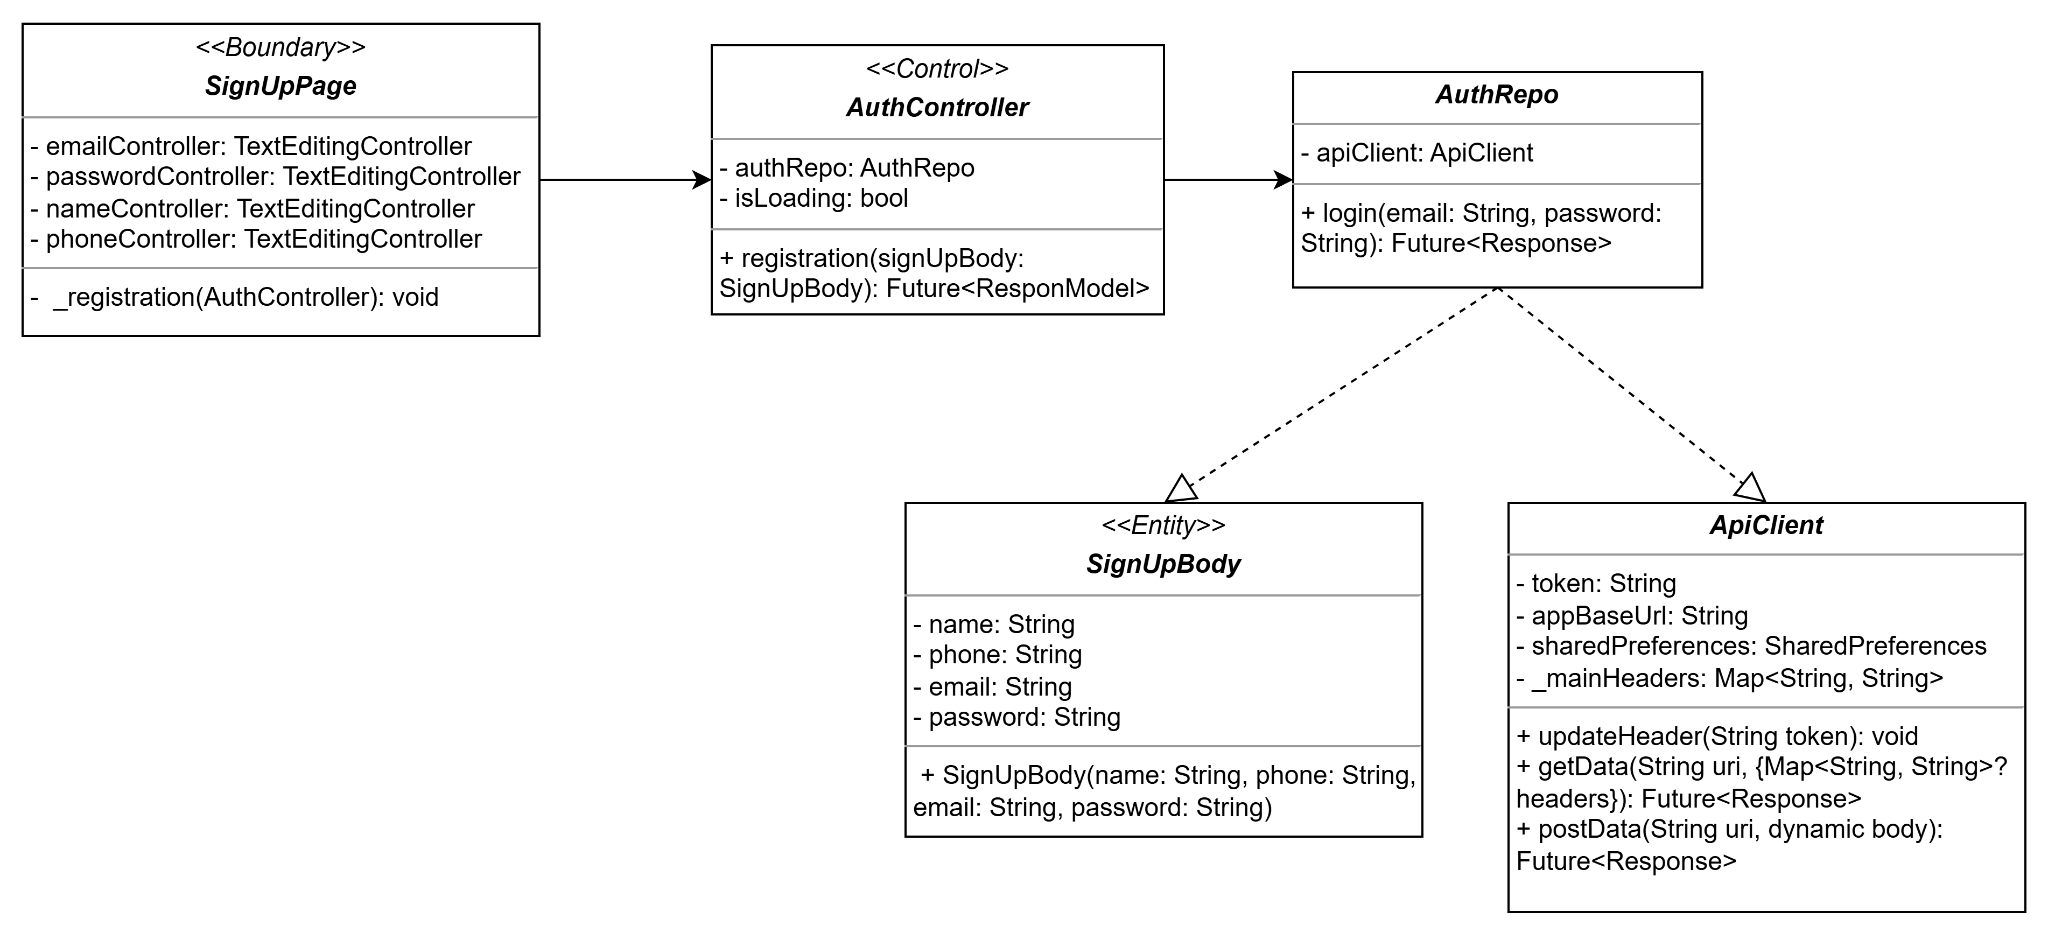 <<Boundary>>
SignUpPage
- emailController: TextEditingController
- passwordController: TextEditingController
- nameController: TextEditingController
- phoneController: TextEditingController
- _registration(AuthController): void
<<Control>>
AuthController
- authRepo: AuthRepo
- isLoading: bool
+ registration(signUpBody:
SignUpBody): Future<ResponModel>
AuthRepo
- apiClient: ApiClient
+ login(email: String, password:
String): Future<Response>
<<Entity>>
SignUpBody
- name: String
- phone: String
- email: String
- password: String
+ SignUpBody(name: String, phone: String,
email: String, password: String)
ApiClient
- token: String
- appBaseUrl: String
- sharedPreferences: SharedPreferences
- _mainHeaders: Map<String, String>
+ updateHeader(String token): void
+ getData(String uri, {Map<String, String>?
headers}): Future<Response>
+ postData(String uri, dynamic body):
Future<Response>